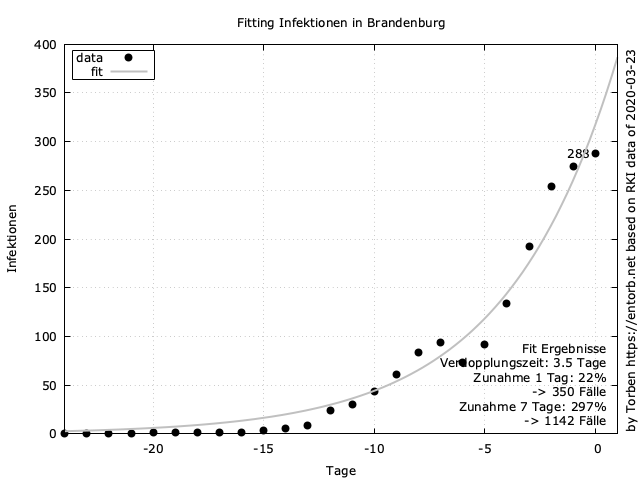 Fitting Infektionen in Brandenburg
data
fit
400
350
300
250
200
150
100
50
0
Infektionen
-20
-15
-10
-5
0
Tage
288
Fit Ergebnisse
Verdopplungszeit: 3.5 Tage
Zunahme 1 Tag: 22%
-> 350 Fälle
Zunahme 7 Tage: 297%
-> 1142 Fälle
by Torben https://entorb.net based on RKI data of 2020-03-23